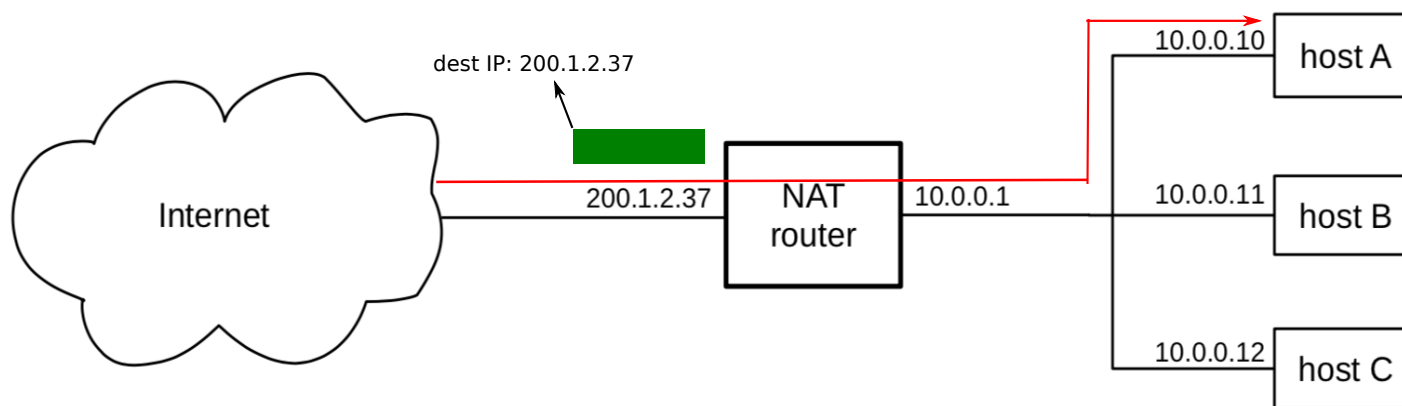 dest IP: 200.1.2.37
10.0.0.10
host A
Internet
200.1.2.37
NAT
router
10.0.0.1
10.0.0.11
host B
10.0.0.12
host C